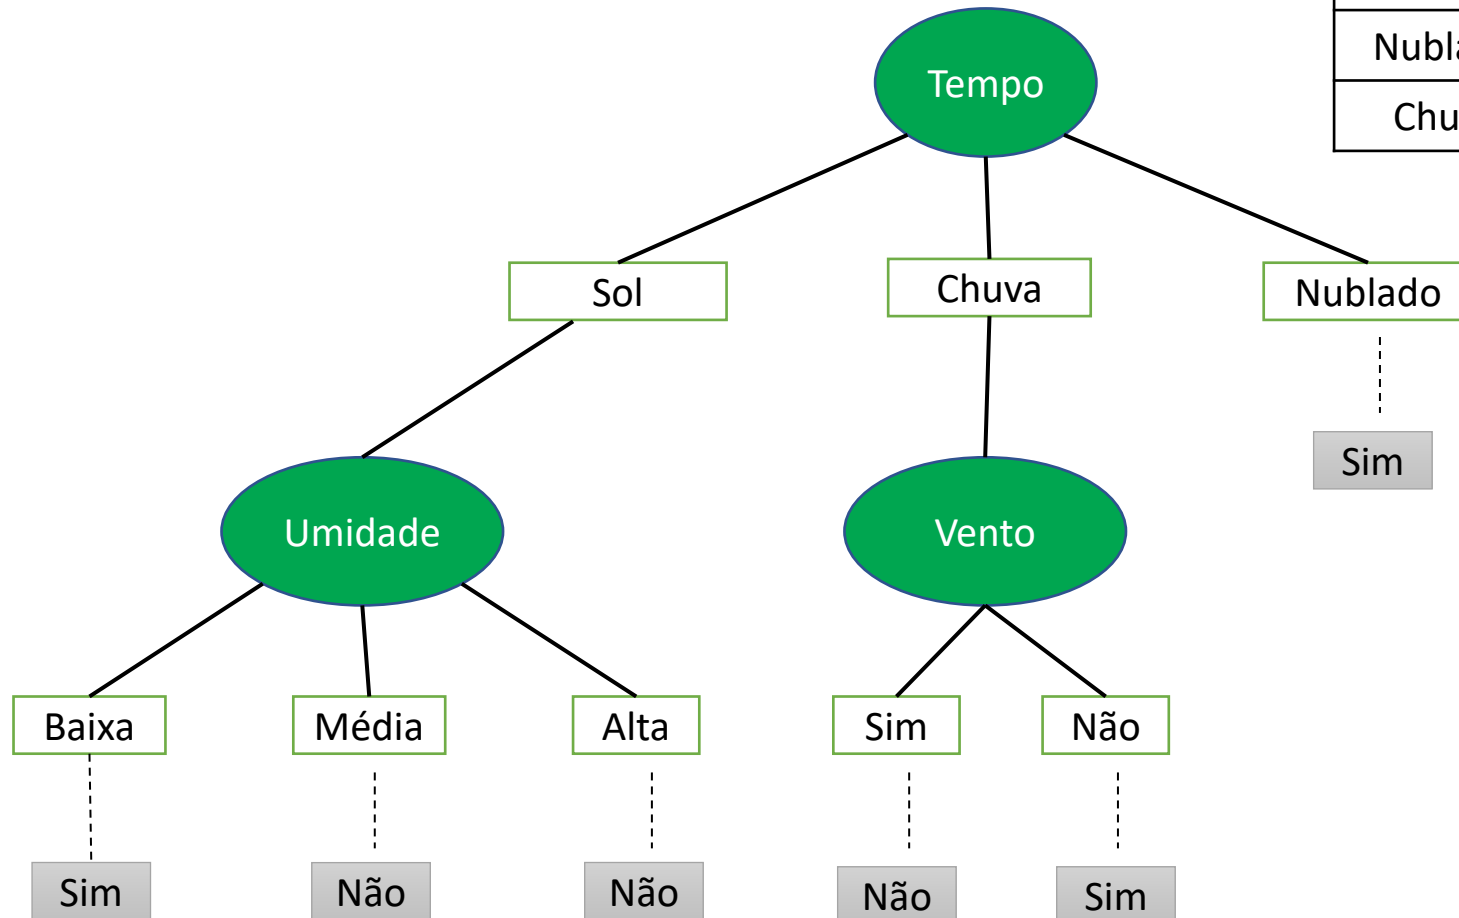 Tempo
Sol
Chuva
Nublado
Sim
Umidade
Vento
Baixa
Média
Alta
Sim
Não
Sim
Não
Não
Não
Sim